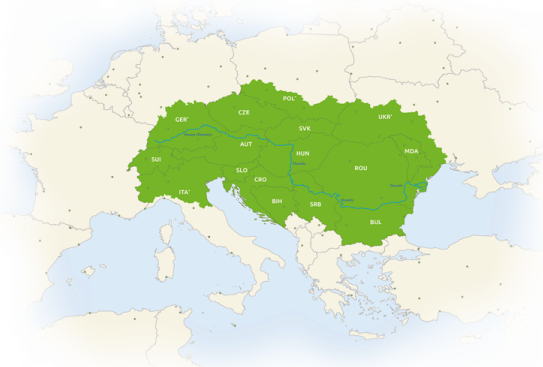 POL*
GER*
CZE
UKR*
SVK
AUT
MDA
HUN
SUI
SLO
ROU
CRO
ITA*
BIH
SRB
BUL